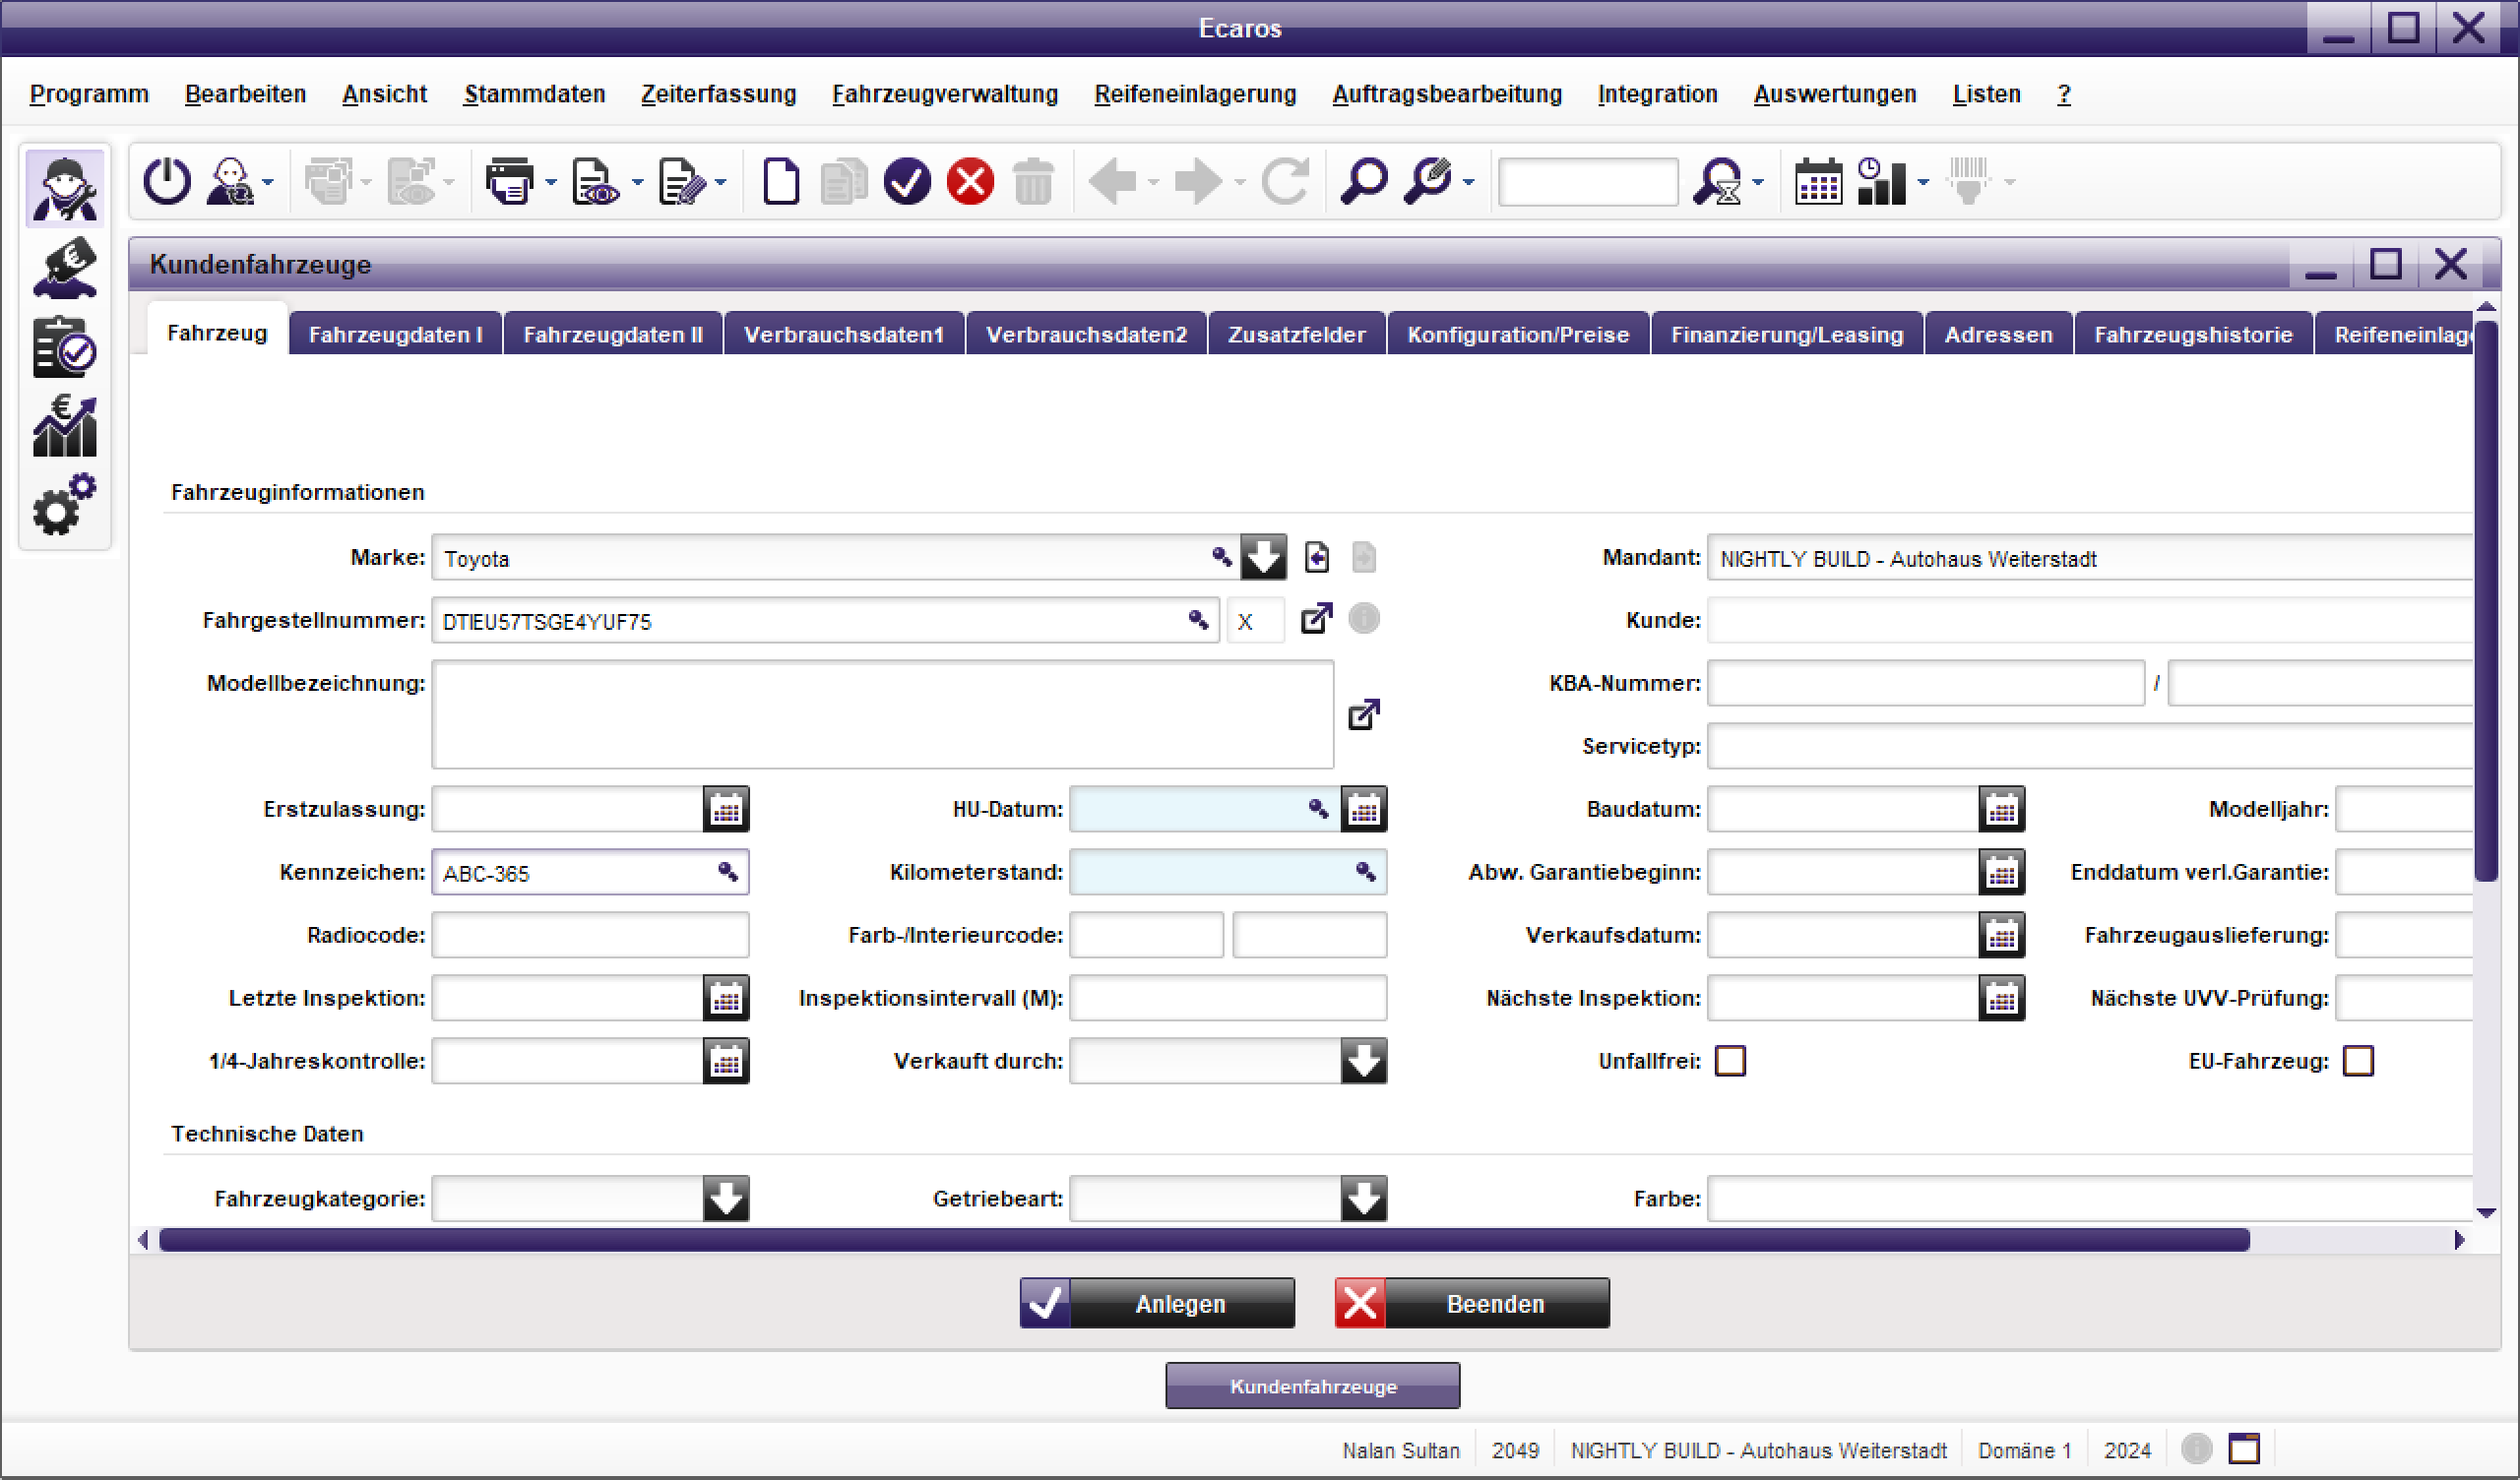 Ecaros
Programm Bearbeiten Ansicht Stammdaten Zeiterfassung Fahrzeugverwaltung Reifeneinlagerung Auftragsbearbeitung Integration Auswertungen Listen ?
Kundenfahrzeuge
Fahrzeug Fahrzeugdaten I Fahrzeugdaten II Verbrauchsdaten1 Verbrauchsdaten2 Zusatzfelder Konfiguration/Preise Finanzierung/Leasing Adressen Fahrzeugshistorie Reifeneinlag
Fahrzeuginformationen
Marke: Toyota Mandant: NIGHTLY BUILD - Autohaus Weiterstadt
Fahrgestellnummer: DTIEU57TSGE4YUF75 X Kunde:
Modellbezeichnung: KBA-Nummer: /
Servicetyp:
Erstzulassung: HU-Datum: Baudatum: Modelljahr:
Kennzeichen: ABC-365 Kilometerstand: Abw. Garantiebeginn: Enddatum verl.Garantie:
Radiocode: Farb-/Interieurcode: Verkaufsdatum: Fahrzeugauslieferung:
Letzte Inspektion: Inspektionsintervall (M): Nächste Inspektion: Nächste UVV-Prüfung:
1/4-Jahreskontrolle: Verkauft durch: Unfallfrei: EU-Fahrzeug:
Technische Daten
Fahrzeugkategorie: Getriebeart: Farbe:
Anlegen Beenden
Kundenfahrzeuge
Nalan Sultan 2049 NIGHTLY BUILD - Autohaus Weiterstadt Domäne 1 2024